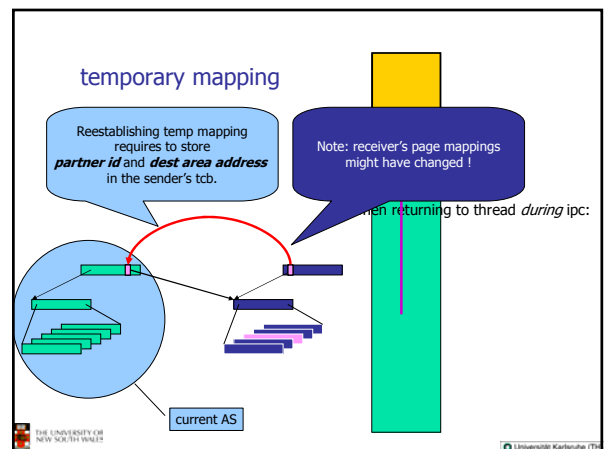 temporary mapping
Reestablishing temp mapping
requires to store
partner id and dest area address
in the sender's tcb.
Note: receiver's page mappings
might have changed !
returning to thread during ipc:
current AS
THE UNIVERSITY OF
NEW SOUTH WALES
Universität Karlsruhe (TH